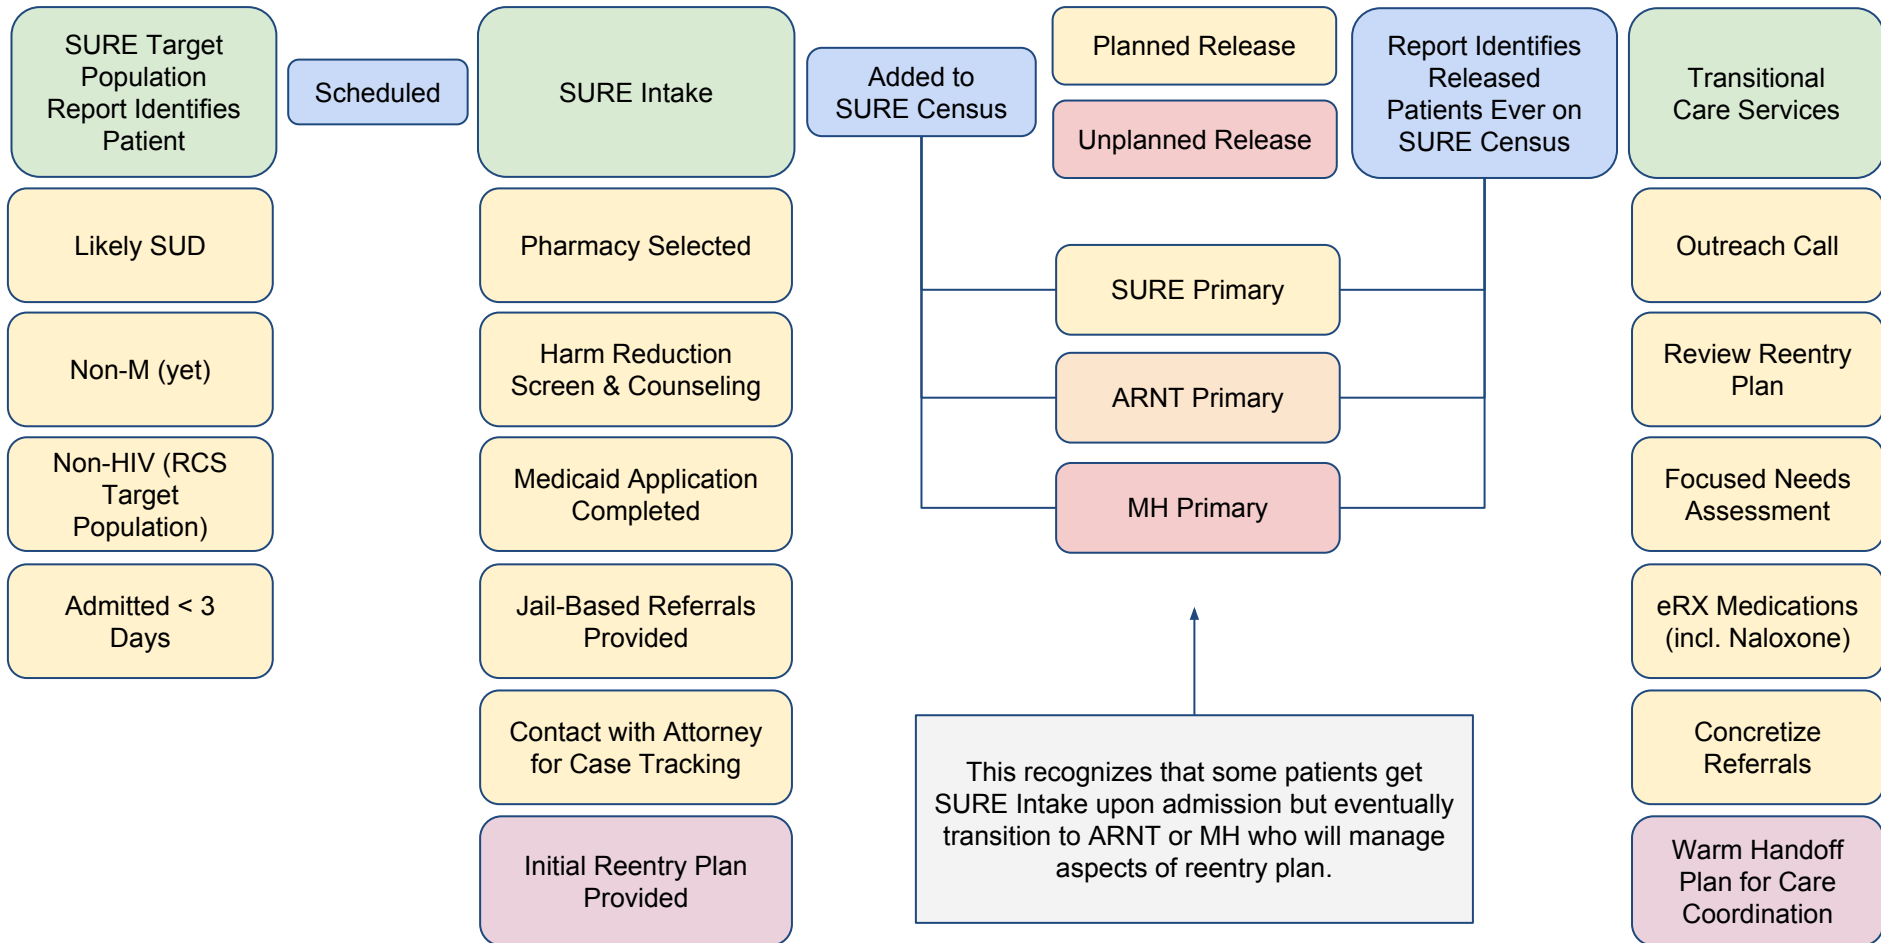 SURE Target
Population
Report Identifies
Patient
Likely SUD
Non-M (yet)
Non-HIV (RCS
Target
Population)
Admitted < 3
Days
Scheduled
SURE Intake
Pharmacy Selected
Harm Reduction
Screen & Counseling
Medicaid Application
Completed
Jail-Based Referrals
Provided
Contact with Attorney
for Case Tracking
Initial Reentry Plan
Provided
Added to
SURE Census
Planned Release
Unplanned Release
SURE Primary
ARNT Primary
MH Primary
This recognizes that some patients get
SURE Intake upon admission but eventually
transition to ARNT or MH who will manage
aspects of reentry plan.
Report Identifies
Released
Patients Ever on
SURE Census
Transitional
Care Services
Outreach Call
Review Reentry
Plan
Focused Needs
Assessment
eRX Medications
(incl. Naloxone)
Concretize
Referrals
Warm Handoff
Plan for Care
Coordination